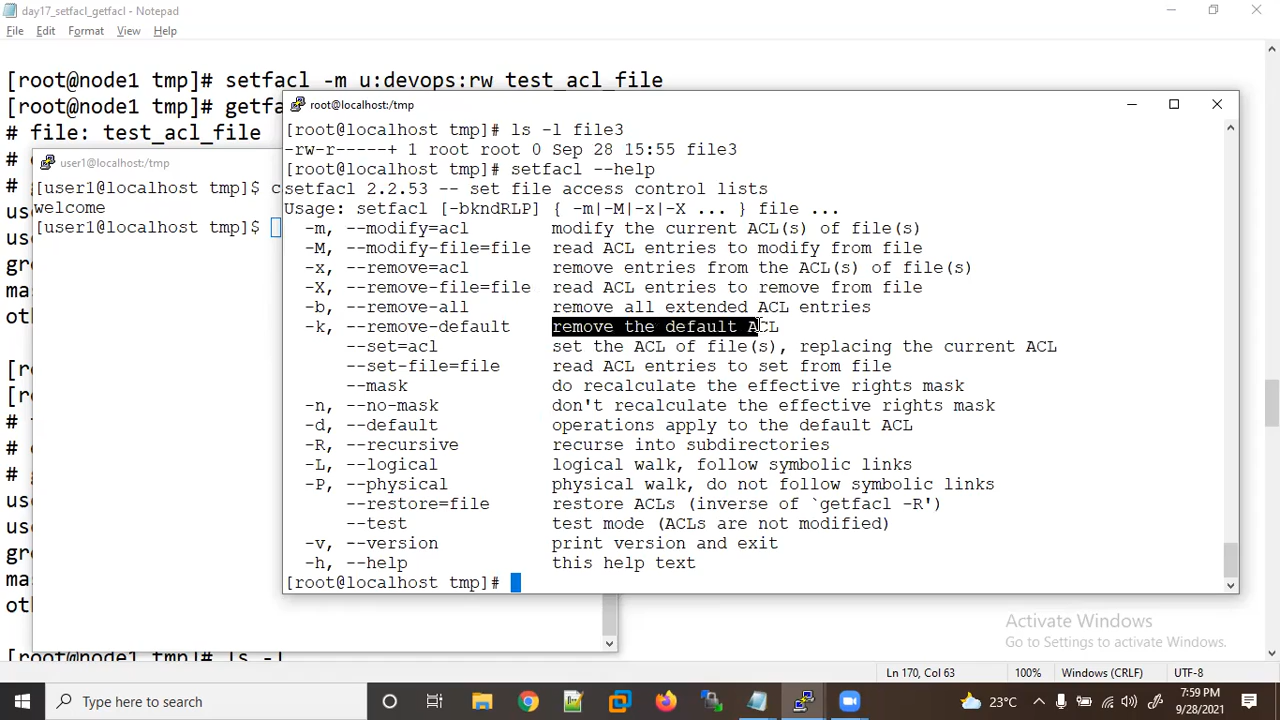 day17_setfacl_getfacl - Notepad
File Edit Format View Help
[root@node1 tmp]# setfacl -m u:devops:rw test_acl_file
[root@node1 tmp]#
# file: test_acl_file
user1@localhost:/tmp
[user1@localhost tmp]$ c
welcome
[user1@localhost tmp]$
root@localhost:/tmp
[root@localhost tmp]# ls -l file3
-rw-r-----+ 1 root root 0 Sep 28 15:55 file3
[root@localhost tmp]# setfacl --help
setfacl 2.2.53 -- set file access control lists
Usage: setfacl [-bkndRLP] { -m|-M|-x|-X ... } file ...
-m, --modify=acl modify the current ACL(s) of file(s)
-M, --modify-file=file read ACL entries to modify from file
-x, --remove=acl remove entries from the ACL(s) of file(s)
-X, --remove-file=file read ACL entries to remove from file
-b, --remove-all remove all extended ACL entries
-k, --remove-default remove the default ACL
--set=acl set the ACL of file(s), replacing the current ACL
--set-file=file read ACL entries to set from file
--mask do recalculate the effective rights mask
-n, --no-mask don't recalculate the effective rights mask
-d, --default operations apply to the default ACL
-R, --recursive recurse into subdirectories
-L, --logical logical walk, follow symbolic links
-P, --physical physical walk, do not follow symbolic links
--restore=file restore ACLs (inverse of `getfacl -R')
--test test mode (ACLs are not modified)
-v, --version print version and exit
-h, --help this help text
[root@localhost tmp]#
[root@node1 tmp]# ls -l
Activate Windows
Go to Settings to activate Windows.
Ln 170, Col 63 100% Windows (CRLF) UTF-8
Type here to search
23°C
7:59 PM
9/28/2021